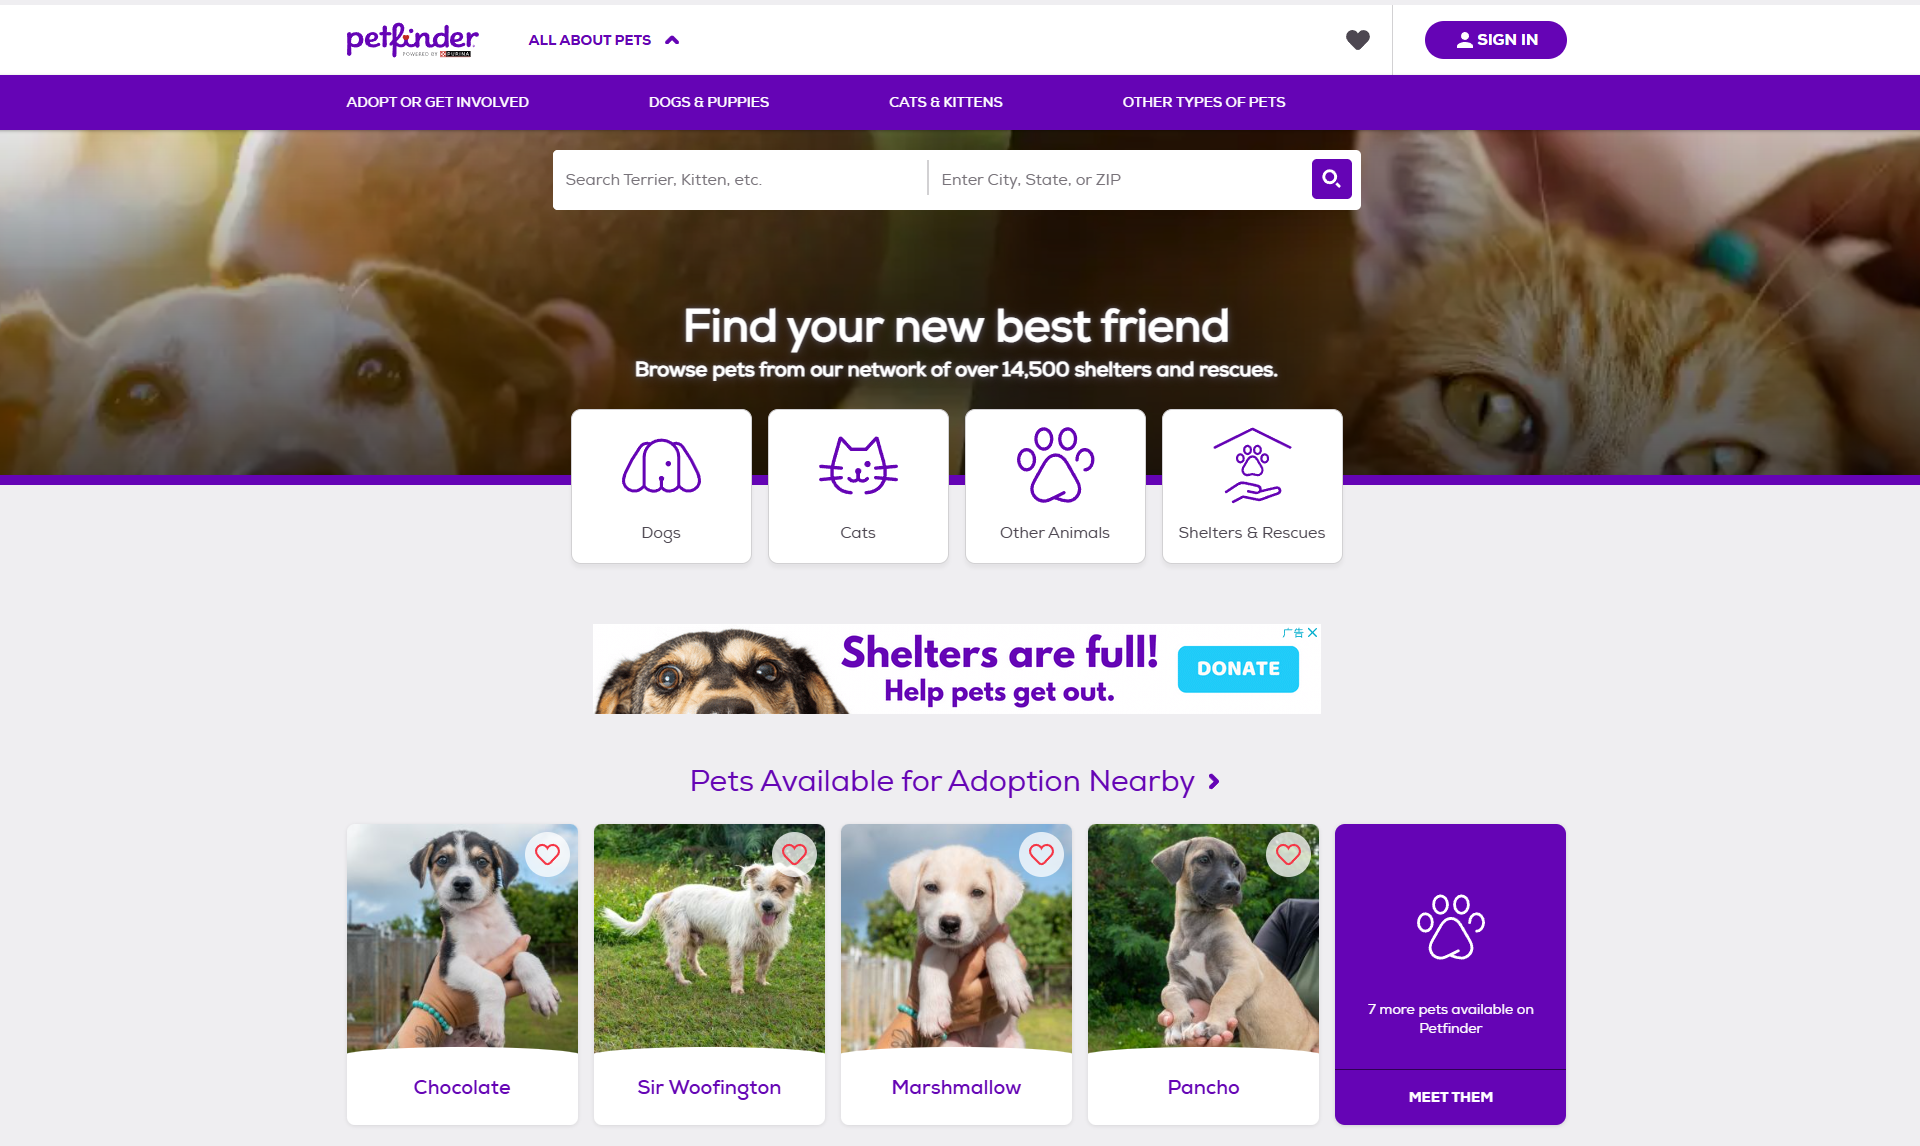 petfinder
POWERED BY PURINA
ALL ABOUT PETS
SIGN IN
ADOPT OR GET INVOLVED
DOGS & PUPPIES
CATS & KITTENS
OTHER TYPES OF PETS
Search Terrier, Kitten, etc.
Enter City, State, or ZIP
Find your new best friend
Browse pets from our network of over 14,500 shelters and rescues.
Dogs
Cats
Other Animals
Shelters & Rescues
Shelters are full!
Help pets get out.
DONATE
广告
Pets Available for Adoption Nearby
Chocolate
Sir Woofington
Marshmallow
Pancho
7 more pets available on
Petfinder
MEET THEM